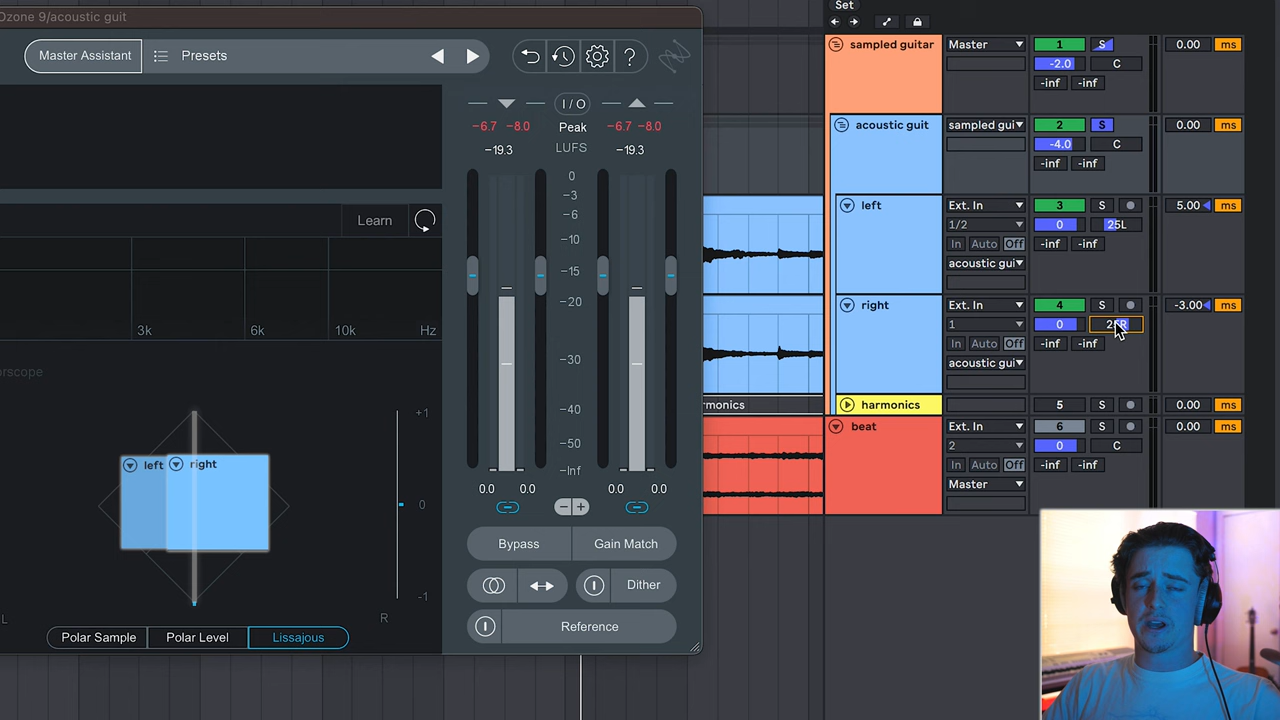 Ozone 9/acoustic guit
Master Assistant
Presets
?
I / O
-6.7 -8.0
Peak
-6.7 -8.0
-19.3
LUFS
-19.3
0
-3
-6
-10
-15
-20
-30
-40
-50
-Inf
0.0 0.0
0.0 0.0
Learn
3k 6k 10k Hz
orscope
+1
0
-1
left
right
L
R
Polar Sample
Polar Level
Lissajous
Bypass
Gain Match
Dither
Reference
Set
sampled guitar
Master
1
S
0.00
ms
-2.0
C
-inf
-inf
acoustic guit
sampled gui
2
S
0.00
ms
-4.0
C
-inf
-inf
left
Ext. In
3
S
5.00
ms
1/2
0
25L
In Auto Off
-inf
-inf
acoustic gui
right
Ext. In
4
S
-3.00
ms
1
0
In Auto Off
-inf
-inf
acoustic gui
rmonics
harmonics
5
S
0.00
ms
beat
Ext. In
6
S
0.00
ms
2
0
C
In Auto Off
-inf
-inf
Master